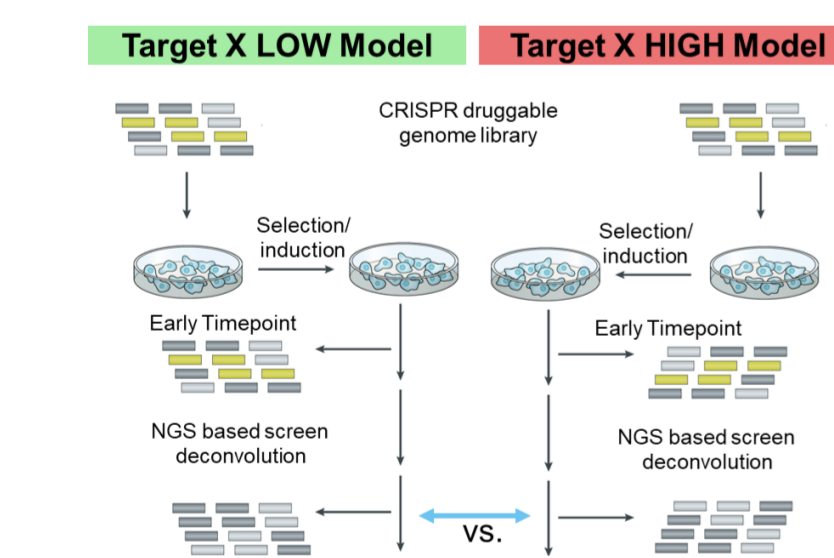 Target X LOW Model
Target X HIGH Model
CRISPR druggable
genome library
Selection/
induction
Selection/
induction
Early Timepoint
Early Timepoint
NGS based screen
deconvolution
NGS based screen
deconvolution
vs.